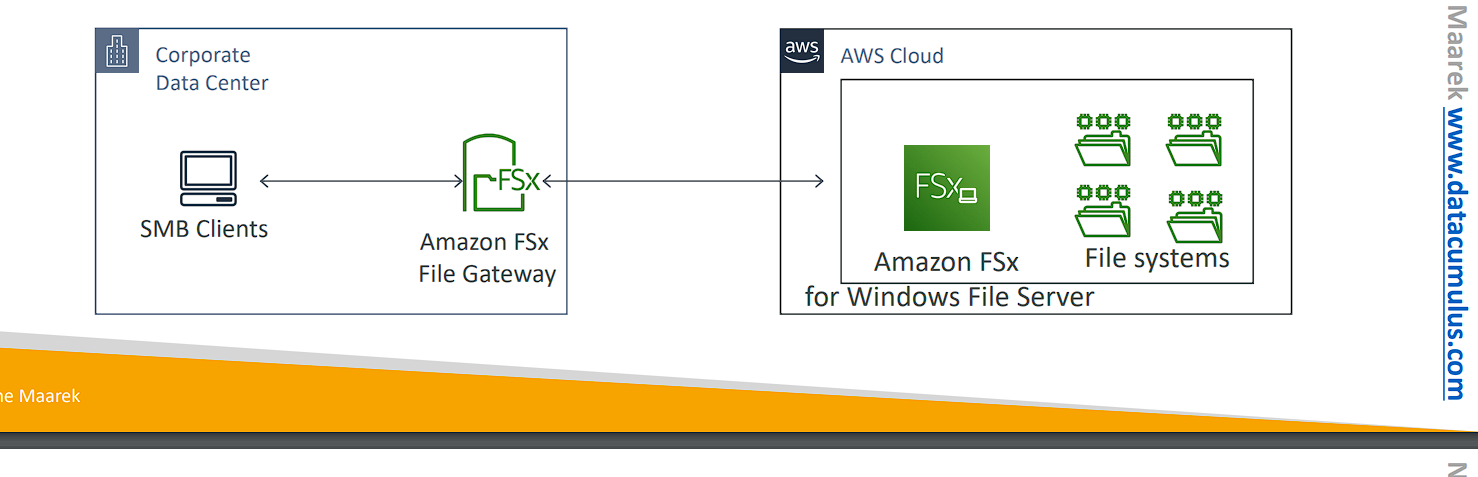 Corporate
Data Center
aws
AWS Cloud
SMB Clients
FSx
Amazon FSx
File Gateway
FSx
Amazon FSx
for Windows File Server
File systems
Maarek www.datacumulus.com
Maarek